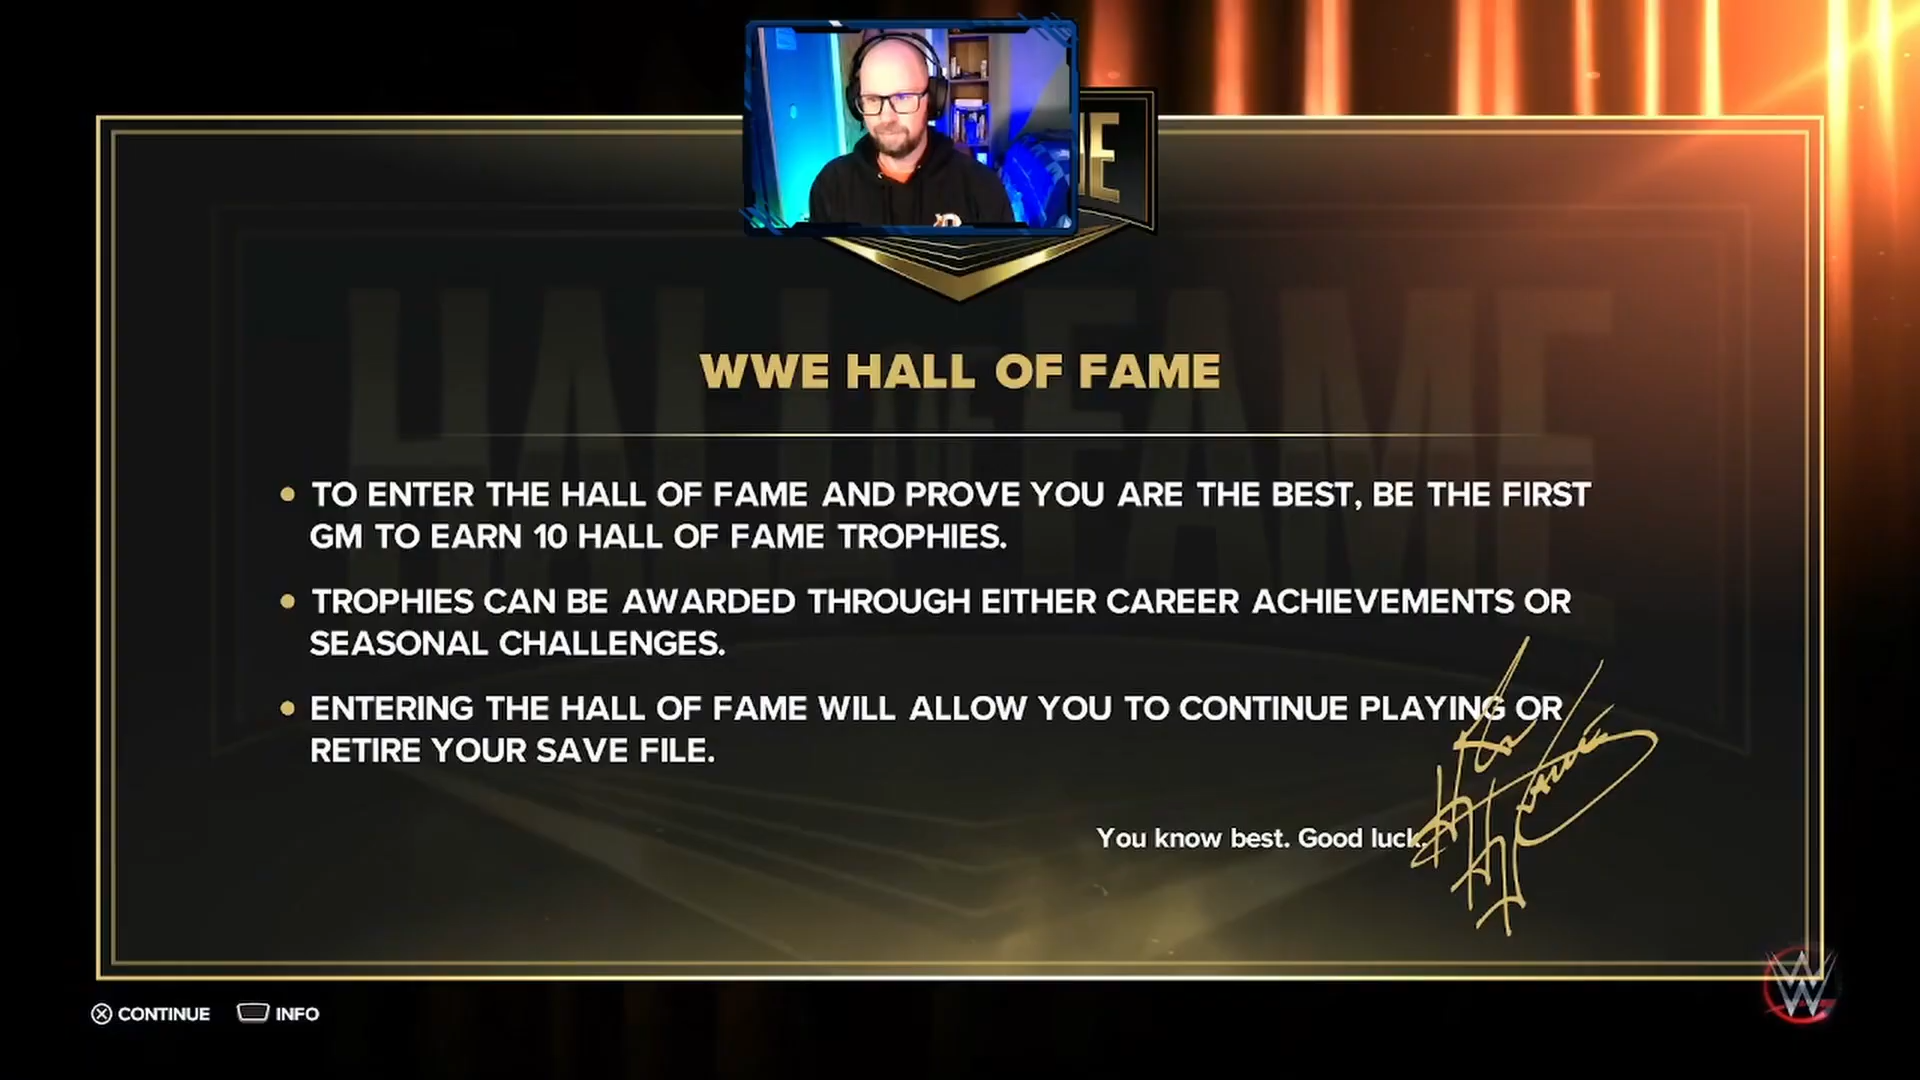 WWE HALL OF FAME
• TO ENTER THE HALL OF FAME AND PROVE YOU ARE THE BEST, BE THE FIRST
GM TO EARN 10 HALL OF FAME TROPHIES.
• TROPHIES CAN BE AWARDED THROUGH EITHER CAREER ACHIEVEMENTS OR
SEASONAL CHALLENGES.
• ENTERING THE HALL OF FAME WILL ALLOW YOU TO CONTINUE PLAYING OR
RETIRE YOUR SAVE FILE.
You know best. Good luck.
CONTINUE INFO
HALL OF FAME
W